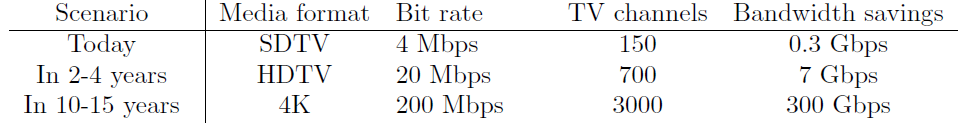 Scenario Media format Bit rate TV channels Bandwidth savings
Today SDTV 4 Mbps 150 0.3 Gbps
In 2-4 years HDTV 20 Mbps 700 7 Gbps
In 10-15 years 4K 200 Mbps 3000 300 Gbps